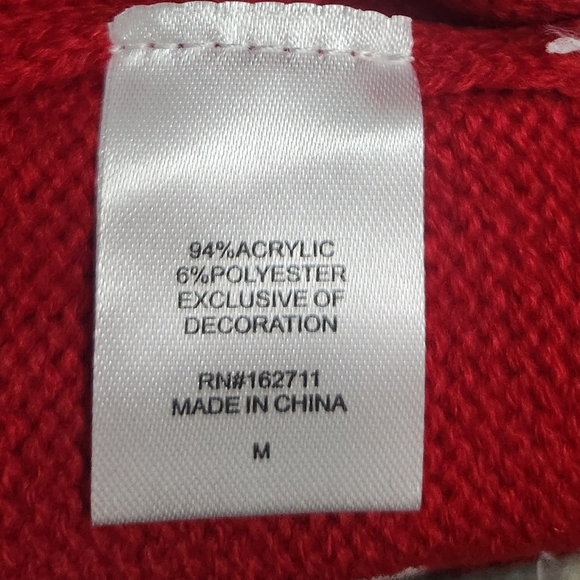 94%ACRYLIC
6%POLYESTER
EXCLUSIVE OF
DECORATION
RN#162711
MADE IN CHINA
M